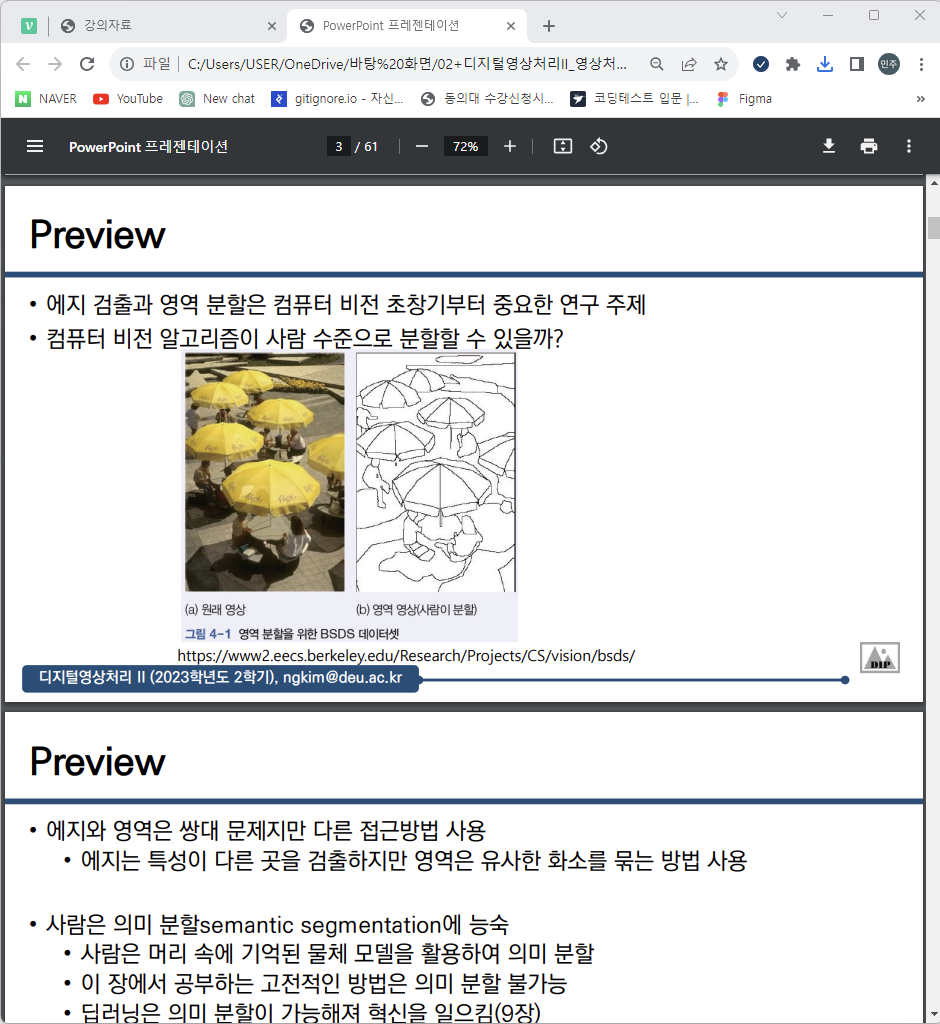 강의자료
PowerPoint 프레젠테이션
파일
C:/Users/USER/OneDrive/바탕%20화면/02+디지털영상처리II_영상처...
민주
NAVER
YouTube
New chat
gitignore.io - 자신...
동의대 수강신청시...
코딩테스트 입문 |...
Figma
»
PowerPoint 프레젠테이션
3 / 61
72%
Preview
• 에지 검출과 영역 분할은 컴퓨터 비전 초창기부터 중요한 연구 주제
• 컴퓨터 비전 알고리즘이 사람 수준으로 분할할 수 있을까?
(a) 원래 영상
(b) 영역 영상(사람이 분할)
그림 4-1 영역 분할을 위한 BSDS 데이터셋
https://www2.eecs.berkeley.edu/Research/Projects/CS/vision/bsds/
DIP
디지털영상처리 II (2023학년도 2학기), ngkim@deu.ac.kr
Preview
• 에지와 영역은 쌍대 문제지만 다른 접근방법 사용
• 에지는 특성이 다른 곳을 검출하지만 영역은 유사한 화소를 묶는 방법 사용
• 사람은 의미 분할semantic segmentation에 능숙
• 사람은 머리 속에 기억된 물체 모델을 활용하여 의미 분할
• 이 장에서 공부하는 고전적인 방법은 의미 분할 불가능
• 딥러닝은 의미 분할이 가능해져 혁신을 일으킴(9장)